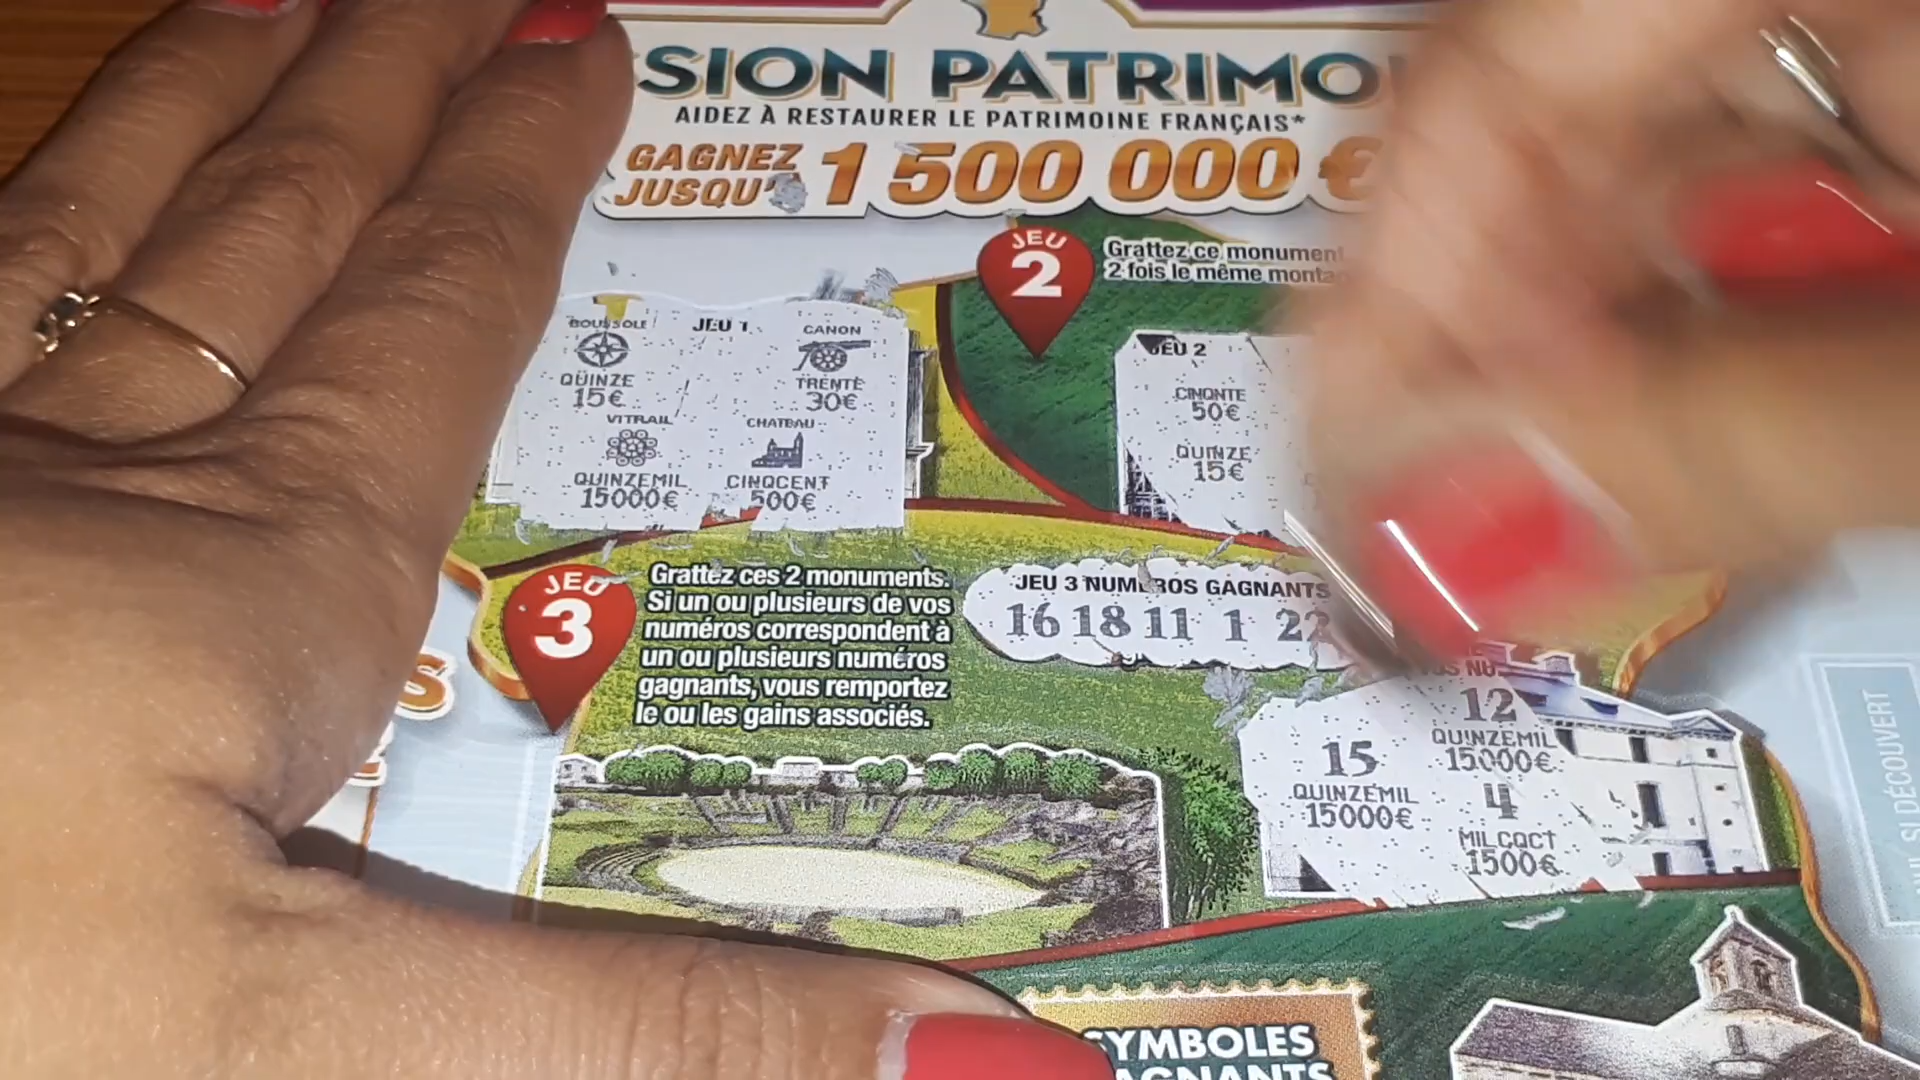 SION PATRIMO
AIDEZ À RESTAURER LE PATRIMOINE FRANÇAIS*
GAGNEZ
JUSQU'
1 500 000 €
JEU
2
Grattez ce monument
2 fois le même monta
BOUSSOLE
JEU 1
CANON
QUINZE
15€
TRENTE
30€
VITRAIL
CHATEAU
QUINZEMIL
15000€
CINQCENT
500€
JEU 2
CINQNTE
50€
QUINZE
15€
JEU
3
Grattez ces 2 monuments.
Si un ou plusieurs de vos
numéros correspondent à
un ou plusieurs numéros
gagnants, vous remportez
le ou les gains associés.
JEU 3 NUMÉROS GAGNANTS
16 18 11 1 22
12
QUINZEMIL
15000€
15
QUINZEMIL
15000€
4
MILCQCT
1500€
SYMBOLES
AGNANTS
SI DÉCOUVERT